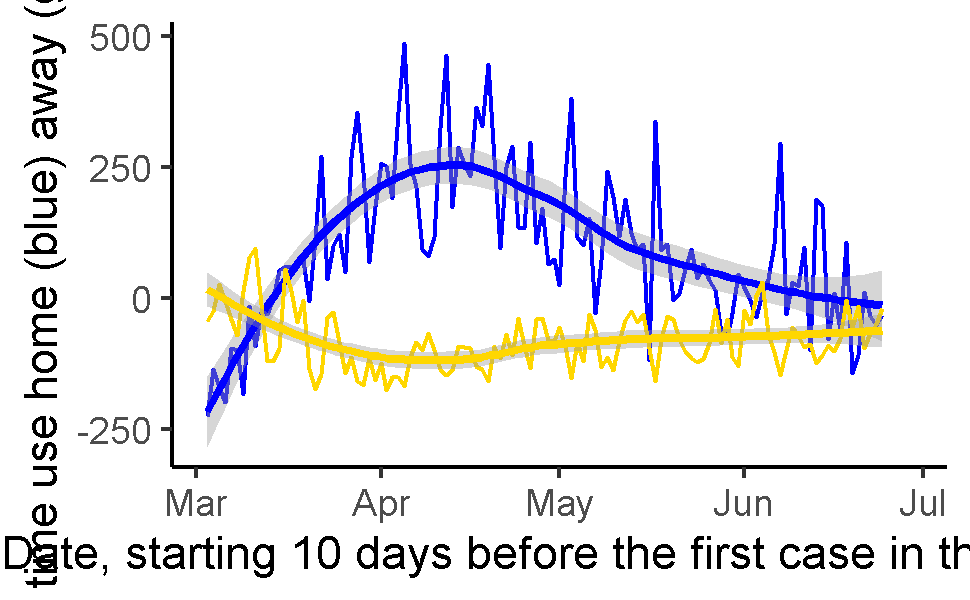 time use home (blue) away (
500
250
0
-250
Mar Apr May Jun Jul
Date, starting 10 days before the first case in th